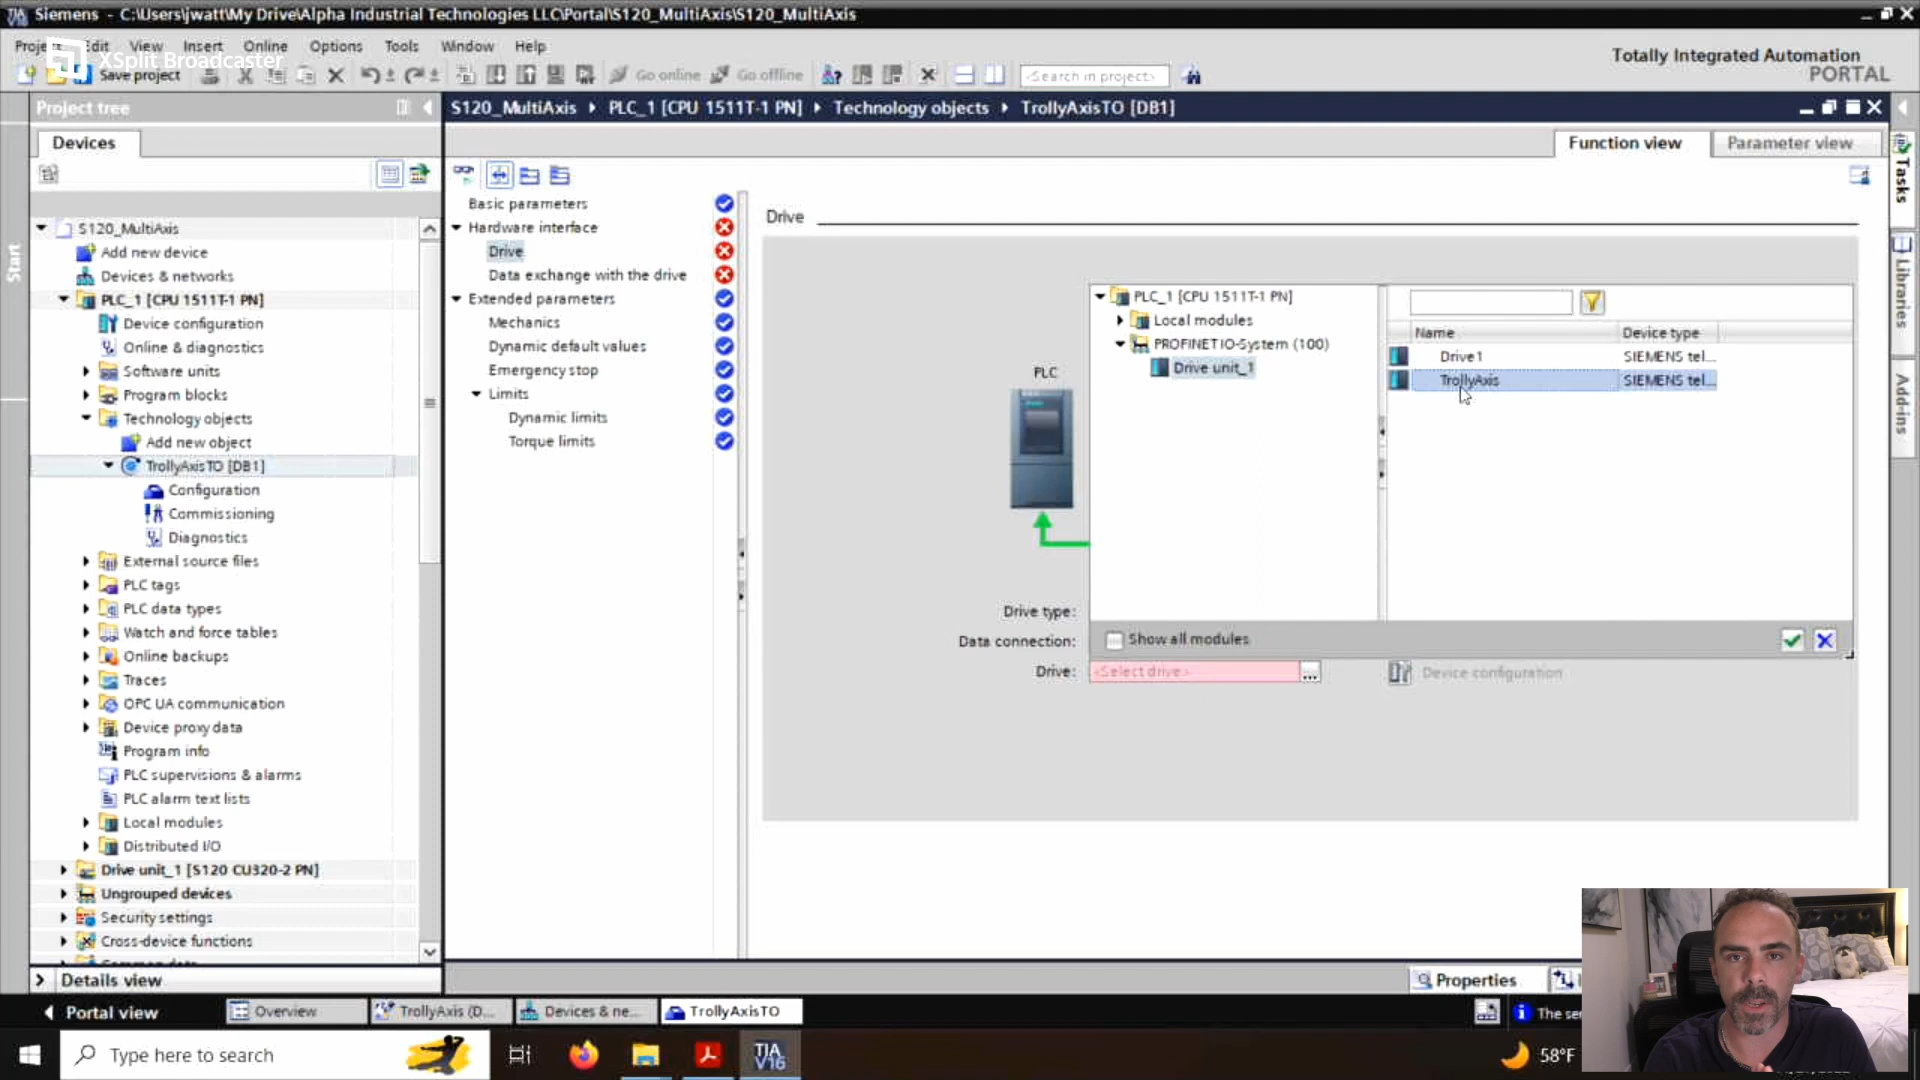 Siemens - C:\Users\jwatt\My Drive\Alpha Industrial Technologies LLC\Portal\S120_MultiAxis\S120_MultiAxis
Edit View Insert Online Options Tools Window Help
XSplit Broadcaster
Totally Integrated Automation
PORTAL
Save project
Go online
Go offline
<Search in project>
Project tree
S120_MultiAxis PLC_1 [CPU 1511T-1 PN] Technology objects TrollyAxisTO [DB1]
Devices
Function view
Parameter view
Start
Tasks
Libraries
Add-ins
S120_MultiAxis
Add new device
Devices & networks
PLC_1 [CPU 1511T-1 PN]
Device configuration
Online & diagnostics
Software units
Program blocks
Technology objects
Add new object
TrollyAxisTO [DB1]
Configuration
Commissioning
Diagnostics
External source files
PLC tags
PLC data types
Watch and force tables
Online backups
Traces
OPC UA communication
Device proxy data
Program info
PLC supervisions & alarms
PLC alarm text lists
Local modules
Distributed I/O
Drive unit_1 [S120 CU320-2 PN]
Ungrouped devices
Security settings
Cross-device functions
Details view
Basic parameters
Hardware interface
Drive
Data exchange with the drive
Extended parameters
Mechanics
Dynamic default values
Emergency stop
Limits
Dynamic limits
Torque limits
Drive
PLC
PLC_1 [CPU 1511T-1 PN]
Local modules
PROFINET IO-System (100)
Drive unit_1
Name Device type
Drive1 SIEMENS tel...
TrollyAxis SIEMENS tel...
Show all modules
Drive type:
Data connection:
Drive: <Select drive> ...
Device configuration
Properties
Portal view
Overview
TrollyAxis (D...
Devices & ne...
TrollyAxisTO
The se
Type here to search
TIA
V16
58°F